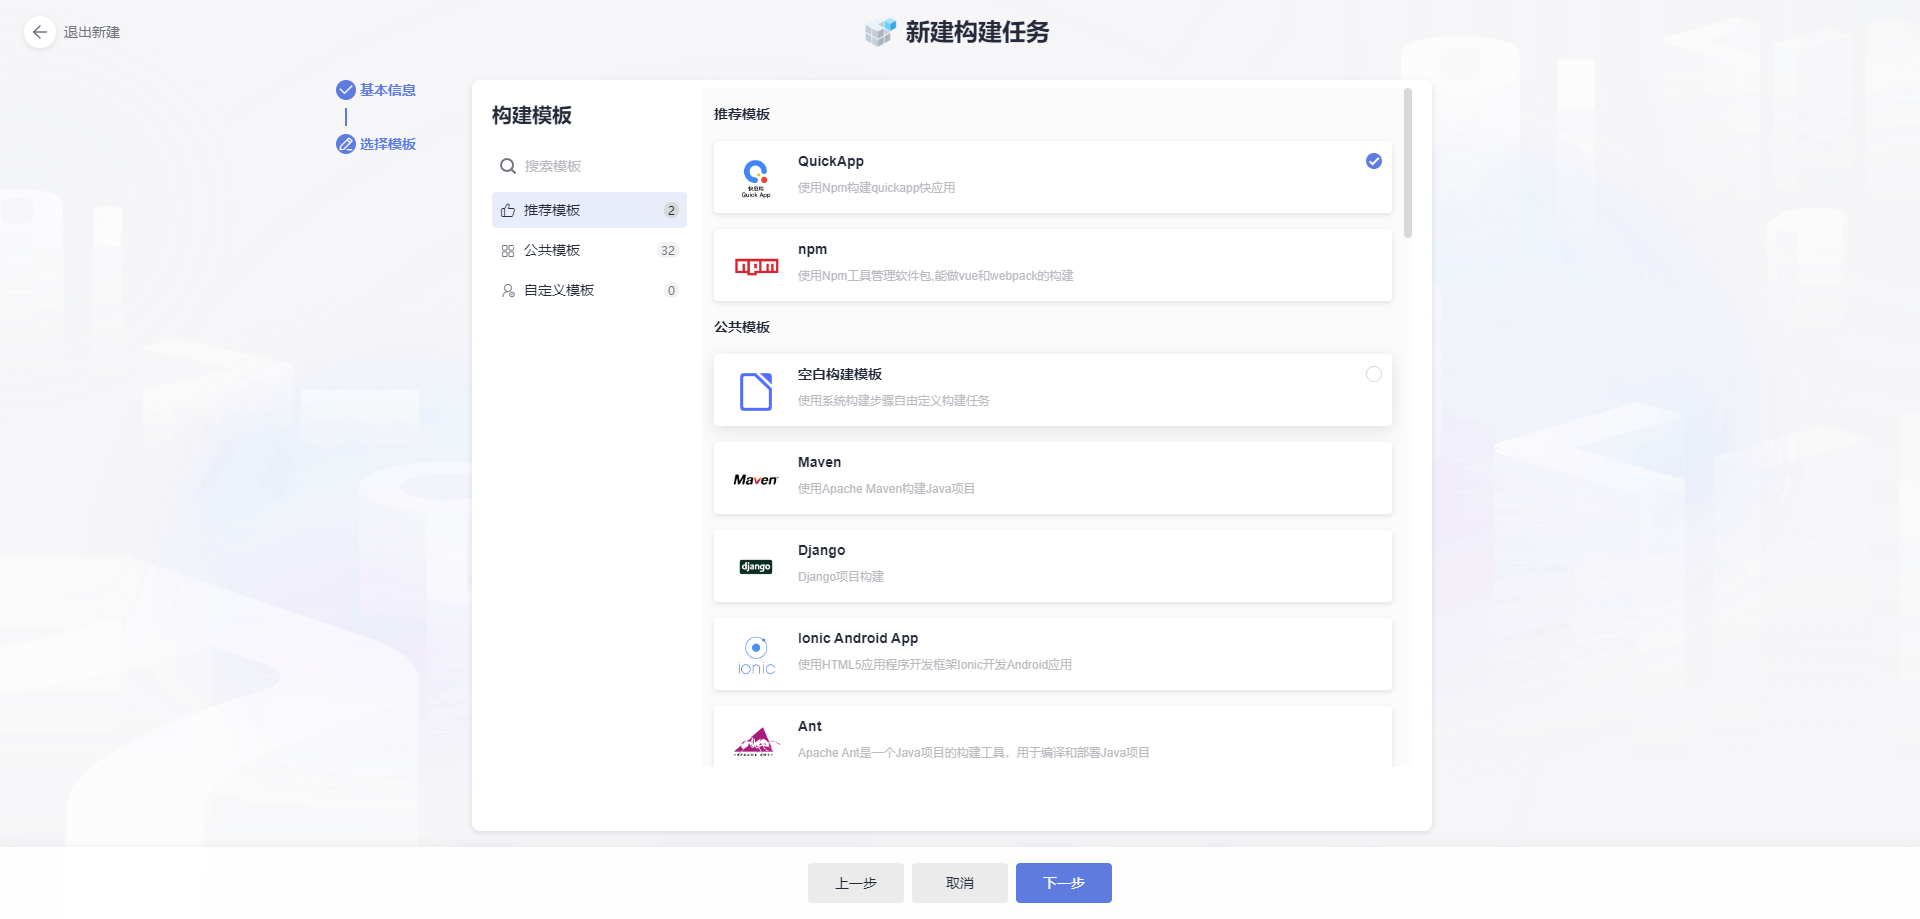 退出新建
新建构建任务
基本信息
选择模板
构建模板
搜索模板
推荐模板 2
公共模板 32
自定义模板 0
推荐模板
快应用
Quick App
QuickApp
使用Npm构建quickapp快应用
npm
npm
使用Npm工具管理软件包,能做vue和webpack的构建
公共模板
空白构建模板
使用系统构建步骤自由定义构建任务
Maven
Maven
使用Apache Maven构建Java项目
django
Django
Django项目构建
ionic
Ionic Android App
使用HTML5应用程序开发框架Ionic开发Android应用
Ant
Apache Ant是一个Java项目的构建工具，用于编译和部署Java项目
上一步
取消
下一步